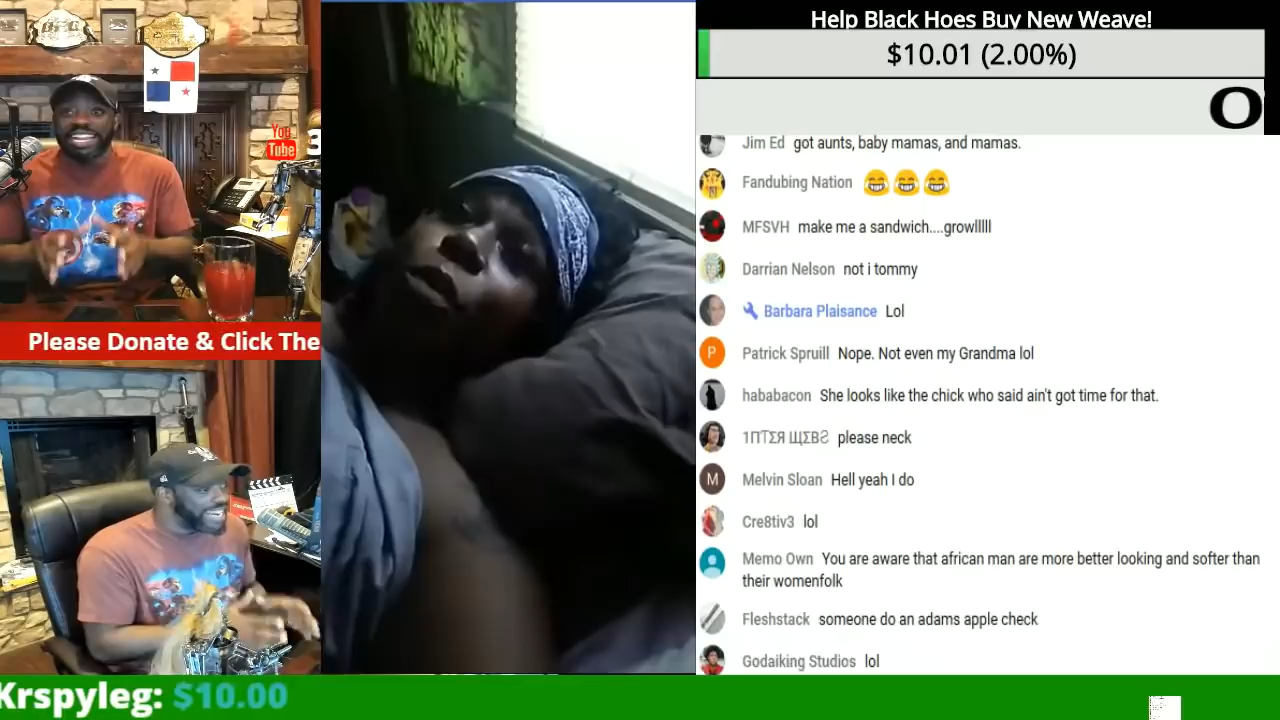 Help Black Hoes Buy New Weave!
$10.01 (2.00%)
O
You
Tube
3
Please Donate & Click The
Jim Ed got aunts, baby mamas, and mamas.
Fandubing Nation 😂😂😂
MFSVH make me a sandwich....growlllll
Darrian Nelson not i tommy
Barbara Plaisance Lol
P
Patrick Spruill Nope. Not even my Grandma lol
hababacon She looks like the chick who said ain't got time for that.
1ПTΣЯ ЩΣBƧ please neck
M
Melvin Sloan Hell yeah I do
Cre8tiv3 lol
Memo Own You are aware that african man are more better looking and softer than
their womenfolk
Fleshstack someone do an adams apple check
Godaiking Studios lol
Krspyleg: $10.00